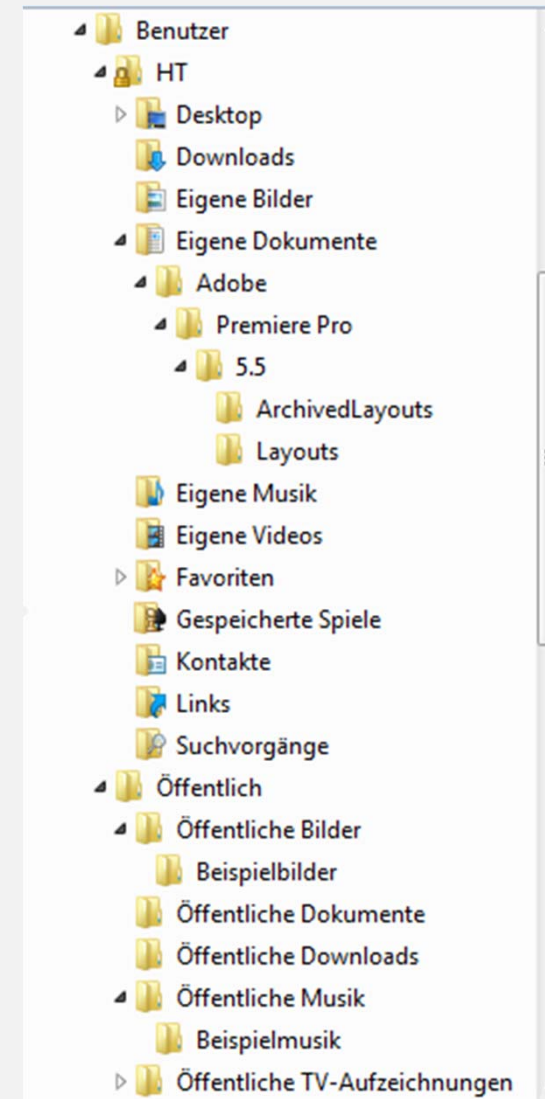 Benutzer
HT
Desktop
Downloads
Eigene Bilder
Eigene Dokumente
Adobe
Premiere Pro
5.5
ArchivedLayouts
Layouts
Eigene Musik
Eigene Videos
Favoriten
Gespeicherte Spiele
Kontakte
Links
Suchvorgänge
Öffentlich
Öffentliche Bilder
Beispielbilder
Öffentliche Dokumente
Öffentliche Downloads
Öffentliche Musik
Beispielmusik
Öffentliche TV-Aufzeichnungen